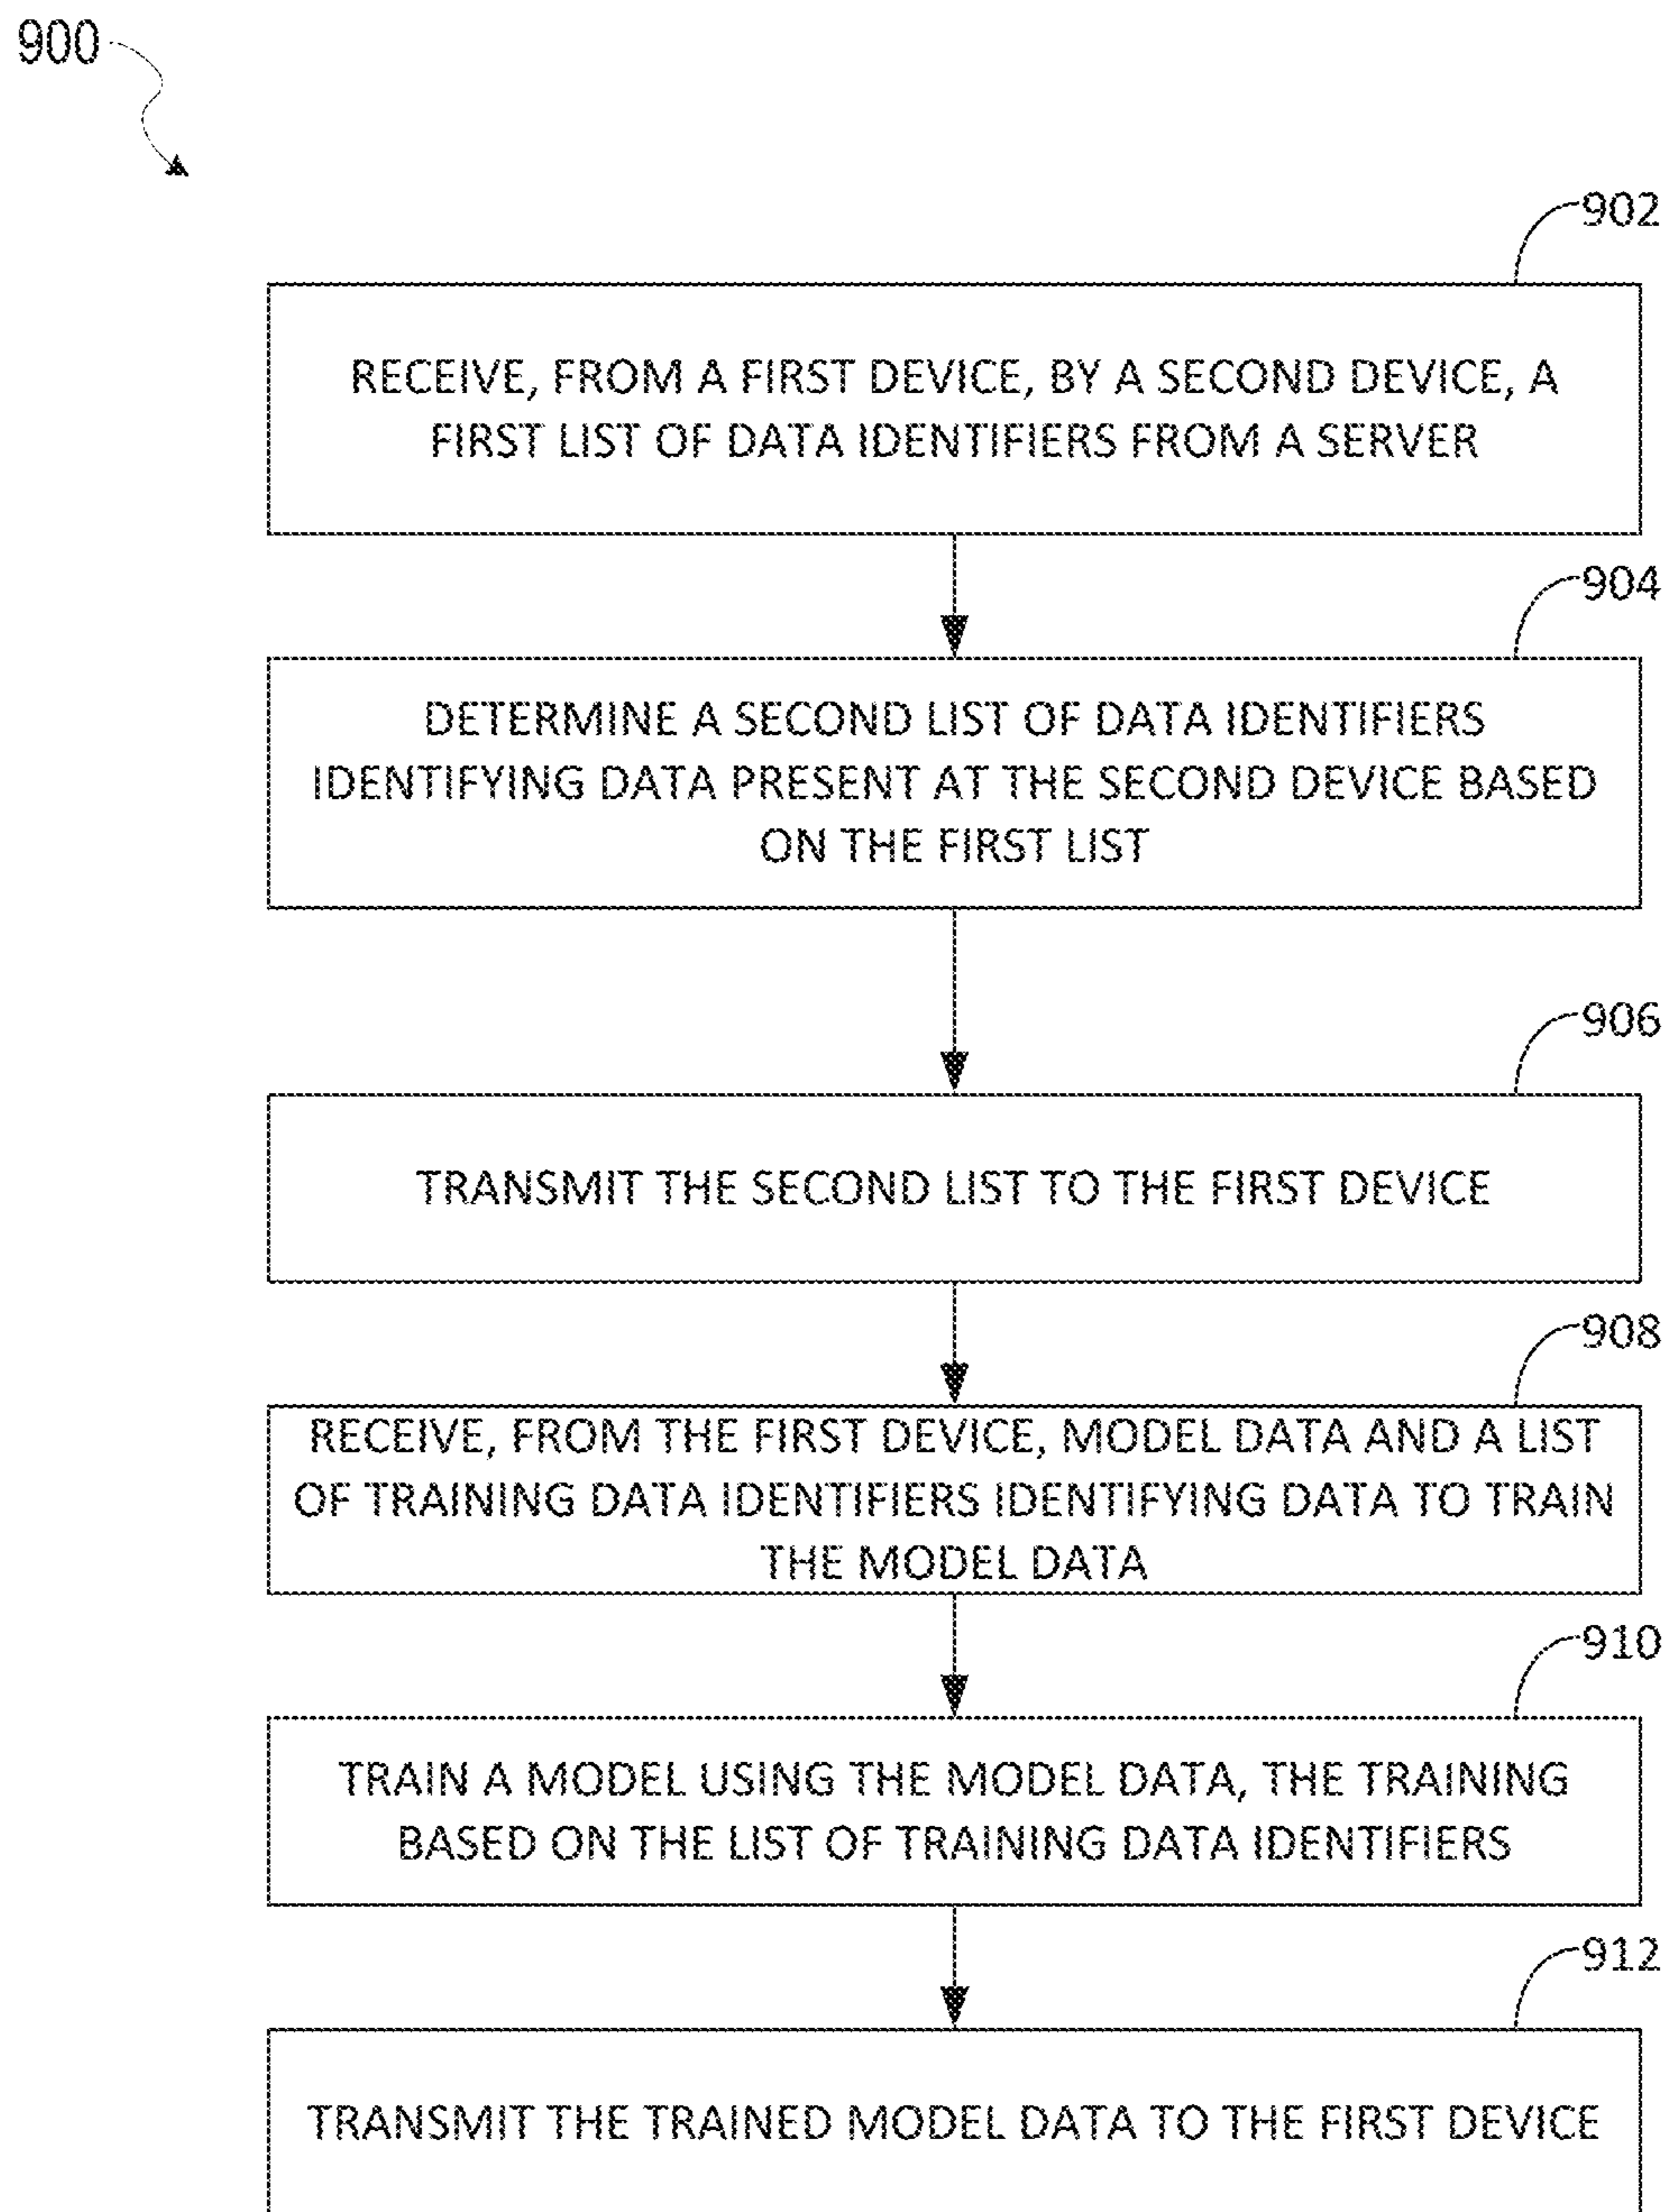 900
902
RECEIVE, FROM A FIRST DEVICE, BY A SECOND DEVICE, A
FIRST LIST OF DATA IDENTIFIERS FROM A SERVER
904
DETERMINE A SECOND LIST OF DATA IDENTIFIERS
IDENTIFYING DATA PRESENT AT THE SECOND DEVICE BASED
ON THE FIRST LIST
906
TRANSMIT THE SECOND LIST TO THE FIRST DEVICE
908
RECEIVE, FROM THE FIRST DEVICE, MODEL DATA AND A LIST
OF TRAINING DATA IDENTIFIERS IDENTIFYING DATA TO TRAIN
THE MODEL DATA
910
TRAIN A MODEL USING THE MODEL DATA, THE TRAINING
BASED ON THE LIST OF TRAINING DATA IDENTIFIERS
912
TRANSMIT THE TRAINED MODEL DATA TO THE FIRST DEVICE